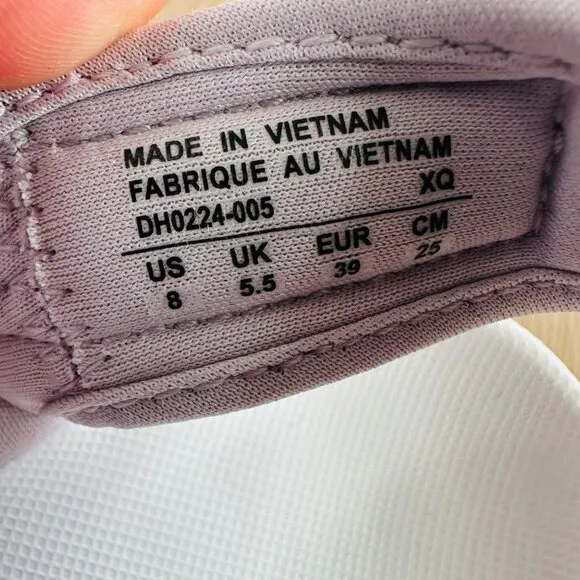 MADE IN VIETNAM
FABRIQUE AU VIETNAM
DH0224-005 XQ
US UK EUR CM
8 5.5 39 25